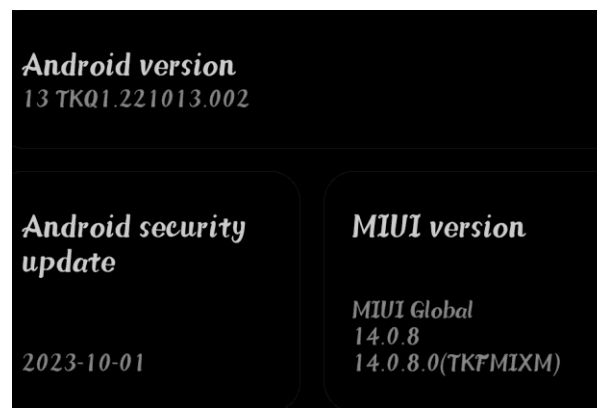 Android version
13 TKQ1.221013.002
Android security
update
2023-10-01
MIUI version
MIUI Global
14.0.8
14.0.8.0(TKFMIXM)